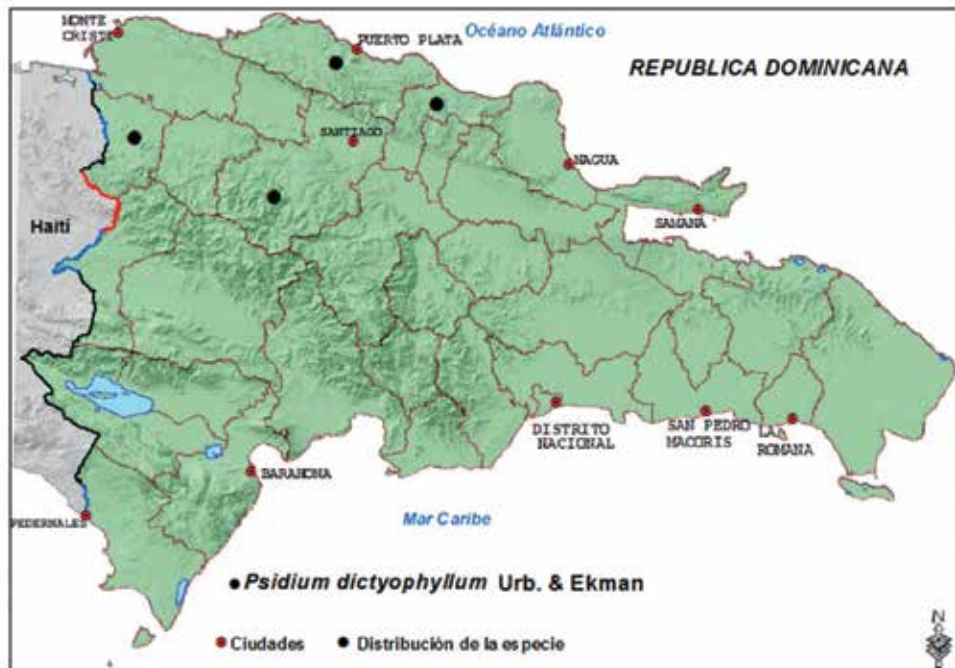 MONTE
CRISTI
PUERTO PLATA
Océano Atlántico
REPUBLICA DOMINICANA
SANTIAGO
NAGUA
SAMANA
Haití
DISTRITO
NACIONAL
SAN PEDRO
MACORIS
LA
ROMANA
BARAHONA
PEDERNALES
Mar Caribe
Psidium dictyophyllum Urb. & Ekman
Ciudades
Distribución de la especie
N